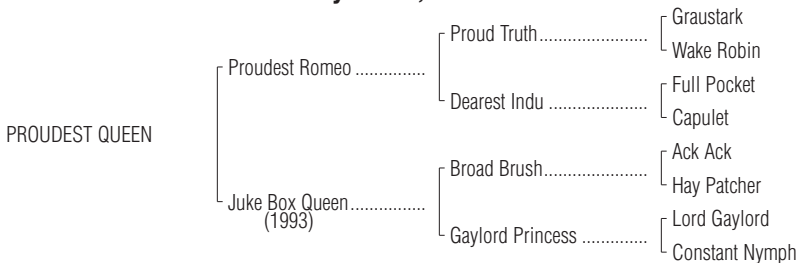 Graustark
Proud Truth.......................
Wake Robin
Proudest Romeo ...............
Full Pocket
Dearest Indu .....................
Capulet
PROUDEST QUEEN
Ack Ack
Broad Brush......................
Hay Patcher
Juke Box Queen................
(1993)
Lord Gaylord
Gaylord Princess ..............
Constant Nymph